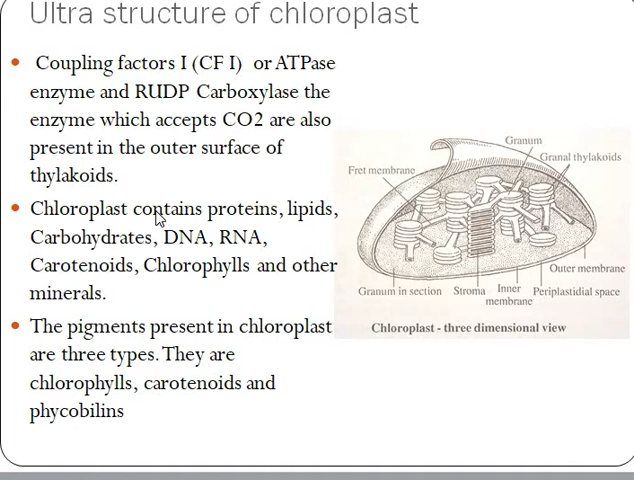 Ultra structure of chloroplast
Coupling factors I (CF I) or ATPase
enzyme and RUDP Carboxylase the
enzyme which accepts CO2 are also
present in the outer surface of
thylakoids.
Chloroplast contains proteins, lipids,
Carbohydrates, DNA, RNA,
Carotenoids, Chlorophylls and other
minerals.
The pigments present in chloroplast
are three types. They are
chlorophylls, carotenoids and
phycobilins
Granum
Granal thylakoids
Fret membrane
Outer membrane
Granum in section
Stroma
Inner
membrane
Periplastidial space
Chloroplast - three dimensional view